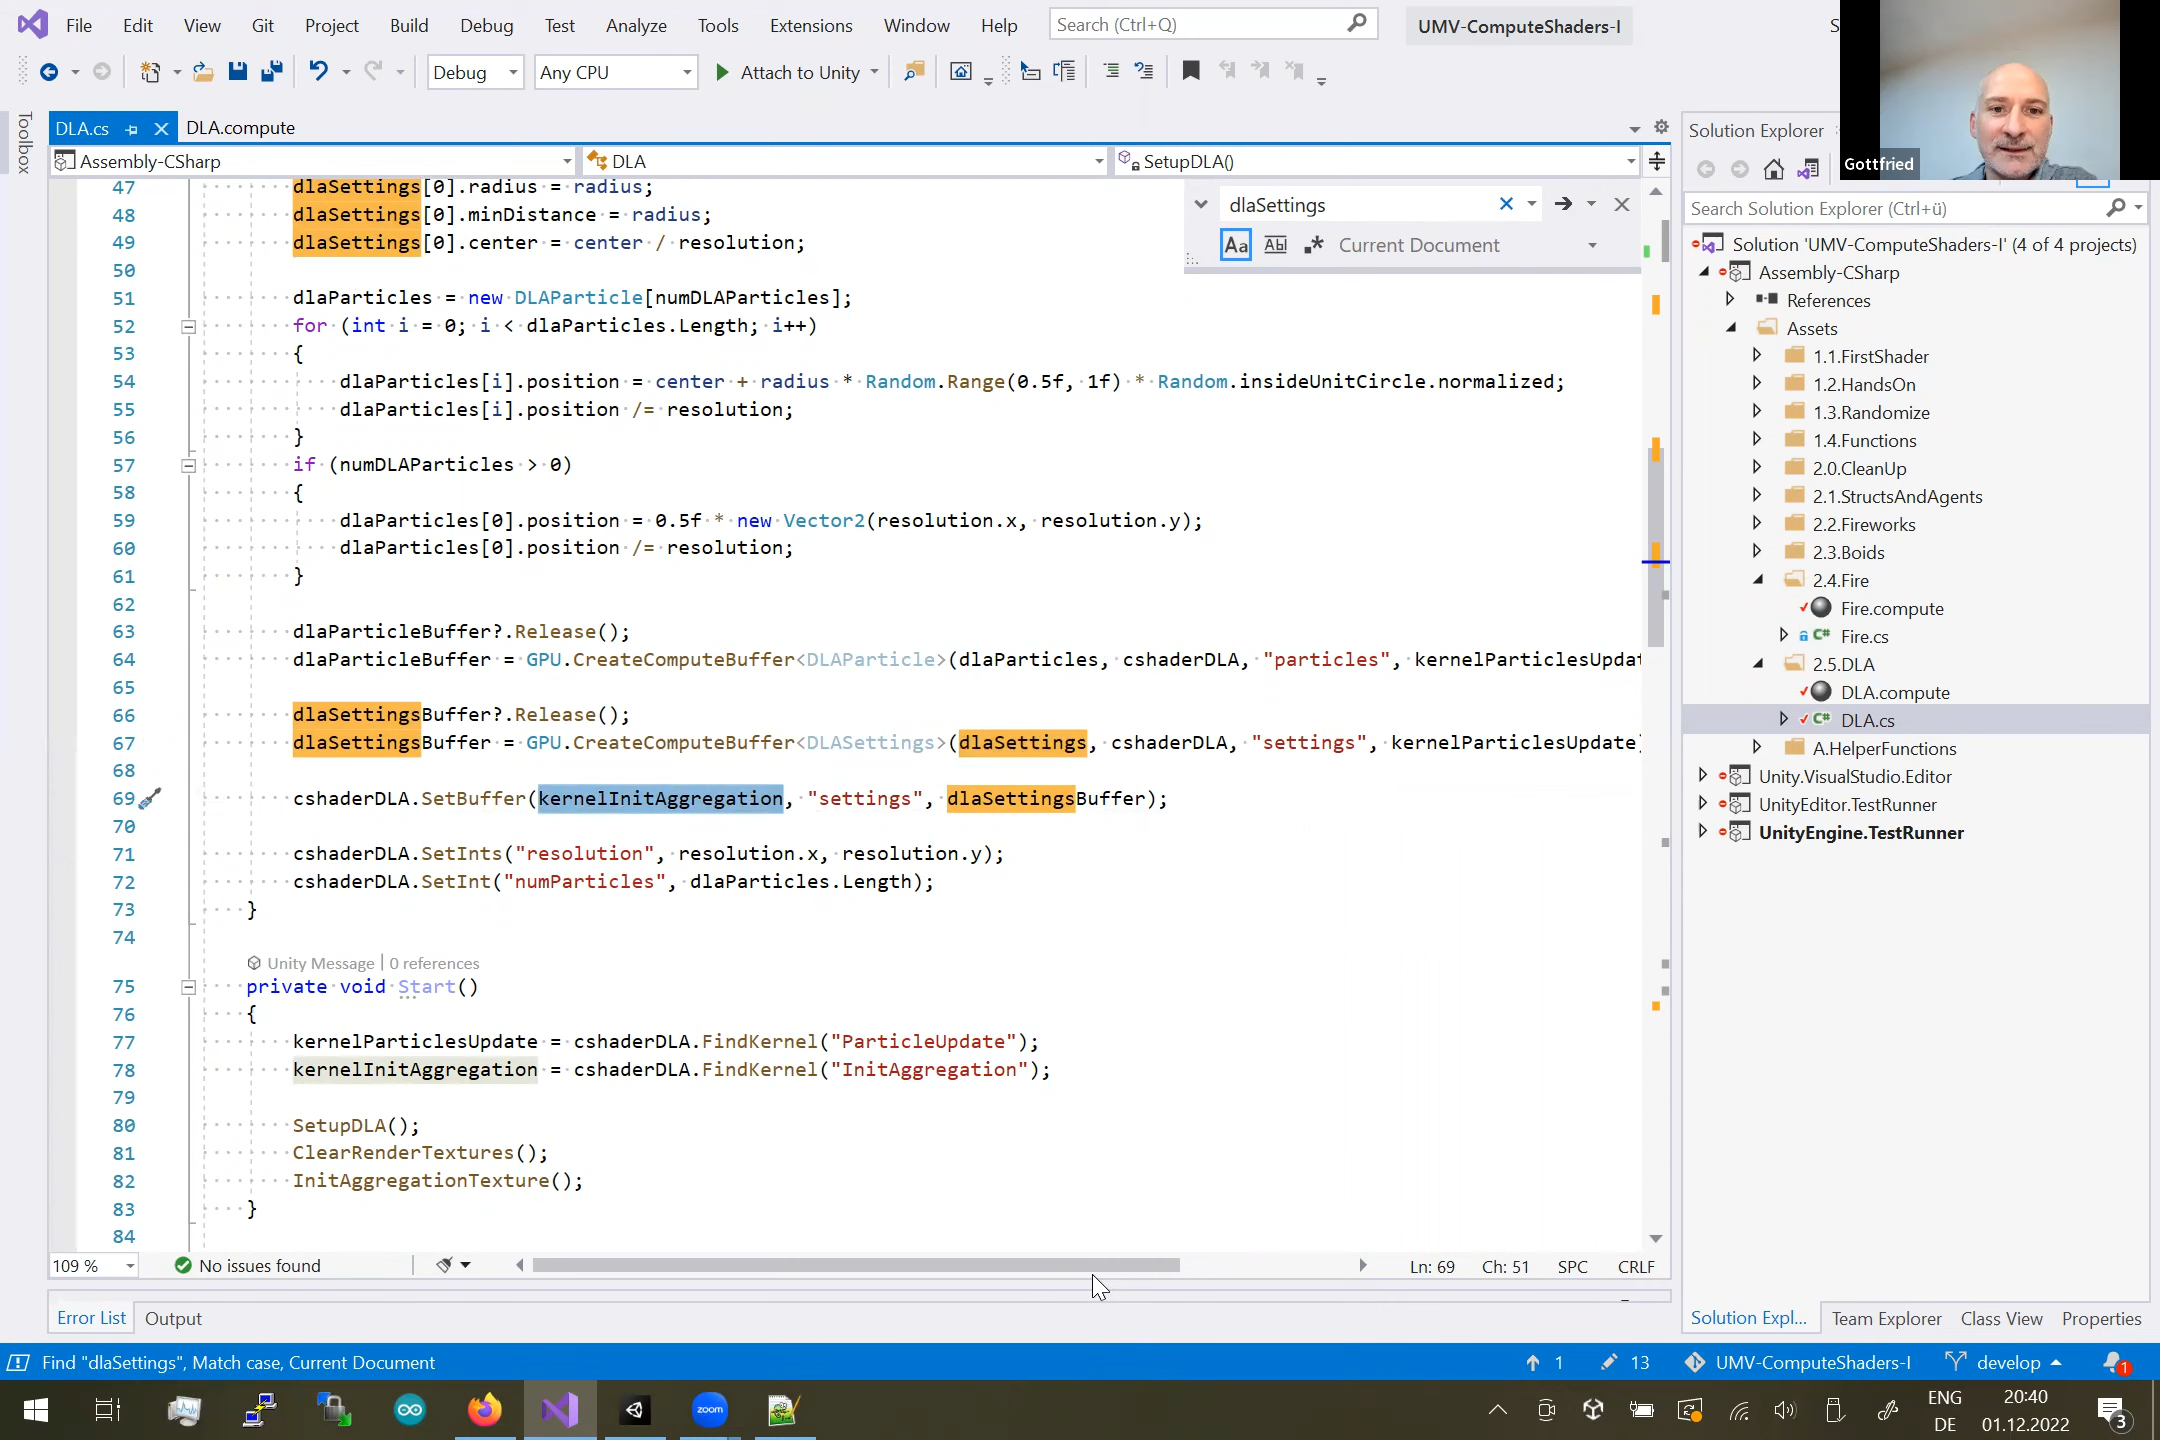 File Edit View Git Project Build Debug Test Analyze Tools Extensions Window Help Search (Ctrl+Q) UMV-ComputeShaders-I S
Debug Any CPU Attach to Unity
Toolbox
DLA.cs DLA.compute
Assembly-CSharp DLA SetupDLA()
dlaSettings
Aa Abl .* Current Document
47 dlaSettings[0].radius = radius;
48 dlaSettings[0].minDistance = radius;
49 dlaSettings[0].center = center / resolution;
50
51 dlaParticles = new DLAParticle[numDLAParticles];
52 for (int i = 0; i < dlaParticles.Length; i++)
53 {
54 dlaParticles[i].position = center + radius * Random.Range(0.5f, 1f) * Random.insideUnitCircle.normalized;
55 dlaParticles[i].position /= resolution;
56 }
57 if (numDLAParticles > 0)
58 {
59 dlaParticles[0].position = 0.5f * new Vector2(resolution.x, resolution.y);
60 dlaParticles[0].position /= resolution;
61 }
62
63 dlaParticleBuffer?.Release();
64 dlaParticleBuffer = GPU.CreateComputeBuffer<DLAParticle>(dlaParticles, cshaderDLA, "particles", kernelParticlesUpdat
65
66 dlaSettingsBuffer?.Release();
67 dlaSettingsBuffer = GPU.CreateComputeBuffer<DLASettings>(dlaSettings, cshaderDLA, "settings", kernelParticlesUpdate)
68
69 cshaderDLA.SetBuffer(kernelInitAggregation, "settings", dlaSettingsBuffer);
70
71 cshaderDLA.SetInts("resolution", resolution.x, resolution.y);
72 cshaderDLA.SetInt("numParticles", dlaParticles.Length);
73 }
74
Unity Message | 0 references
75 private void Start()
76 {
77 kernelParticlesUpdate = cshaderDLA.FindKernel("ParticleUpdate");
78 kernelInitAggregation = cshaderDLA.FindKernel("InitAggregation");
79
80 SetupDLA();
81 ClearRenderTextures();
82 InitAggregationTexture();
83 }
84
109 % No issues found Ln: 69 Ch: 51 SPC CRLF
Error List Output
Solution Explorer
Gottfried
Search Solution Explorer (Ctrl+ü)
Solution 'UMV-ComputeShaders-I' (4 of 4 projects)
Assembly-CSharp
References
Assets
1.1.FirstShader
1.2.HandsOn
1.3.Randomize
1.4.Functions
2.0.CleanUp
2.1.StructsAndAgents
2.2.Fireworks
2.3.Boids
2.4.Fire
Fire.compute
C# Fire.cs
2.5.DLA
DLA.compute
C# DLA.cs
A.HelperFunctions
Unity.VisualStudio.Editor
UnityEditor.TestRunner
UnityEngine.TestRunner
Solution Expl... Team Explorer Class View Properties
Find "dlaSettings", Match case, Current Document 1 13 UMV-ComputeShaders-I develop 1
zoom ENG DE 20:40 01.12.2022 3